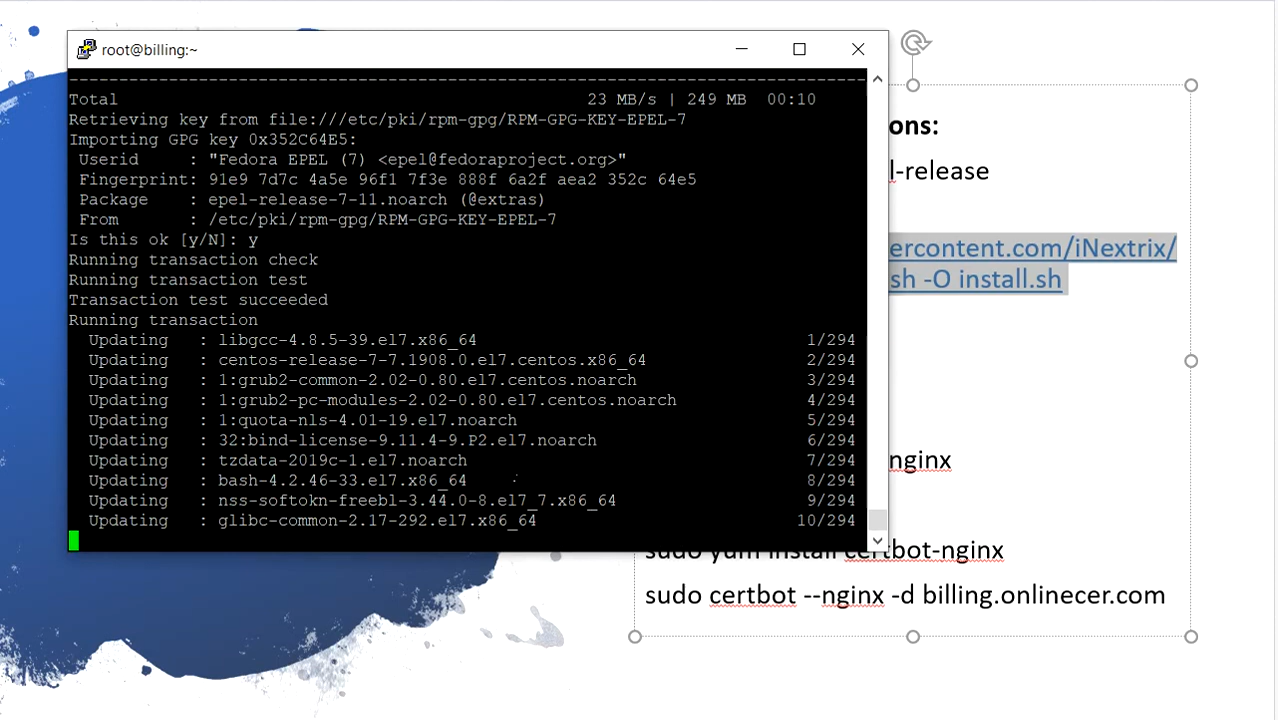 root@billing:~
--------------------------------------------------------------------------------
Total 23 MB/s | 249 MB 00:10
Retrieving key from file:///etc/pki/rpm-gpg/RPM-GPG-KEY-EPEL-7
Importing GPG key 0x352C64E5:
Userid : "Fedora EPEL (7) <epel@fedoraproject.org>"
Fingerprint: 91e9 7d7c 4a5e 96f1 7f3e 888f 6a2f aea2 352c 64e5
Package : epel-release-7-11.noarch (@extras)
From : /etc/pki/rpm-gpg/RPM-GPG-KEY-EPEL-7
Is this ok [y/N]: y
Running transaction check
Running transaction test
Transaction test succeeded
Running transaction
Updating : libgcc-4.8.5-39.el7.x86_64 1/294
Updating : centos-release-7-7.1908.0.el7.centos.x86_64 2/294
Updating : 1:grub2-common-2.02-0.80.el7.centos.noarch 3/294
Updating : 1:grub2-pc-modules-2.02-0.80.el7.centos.noarch 4/294
Updating : 1:quota-nls-4.01-19.el7.noarch 5/294
Updating : 32:bind-license-9.11.4-9.P2.el7.noarch 6/294
Updating : tzdata-2019c-1.el7.noarch 7/294
Updating : bash-4.2.46-33.el7.x86_64 8/294
Updating : nss-softokn-freebl-3.44.0-8.el7_7.x86_64 9/294
Updating : glibc-common-2.17-292.el7.x86_64 10/294
ons:
l-release
ercontent.com/iNextrix/
sh -O install.sh
nginx
sudo yum install certbot-nginx
sudo certbot --nginx -d billing.onlinecer.com